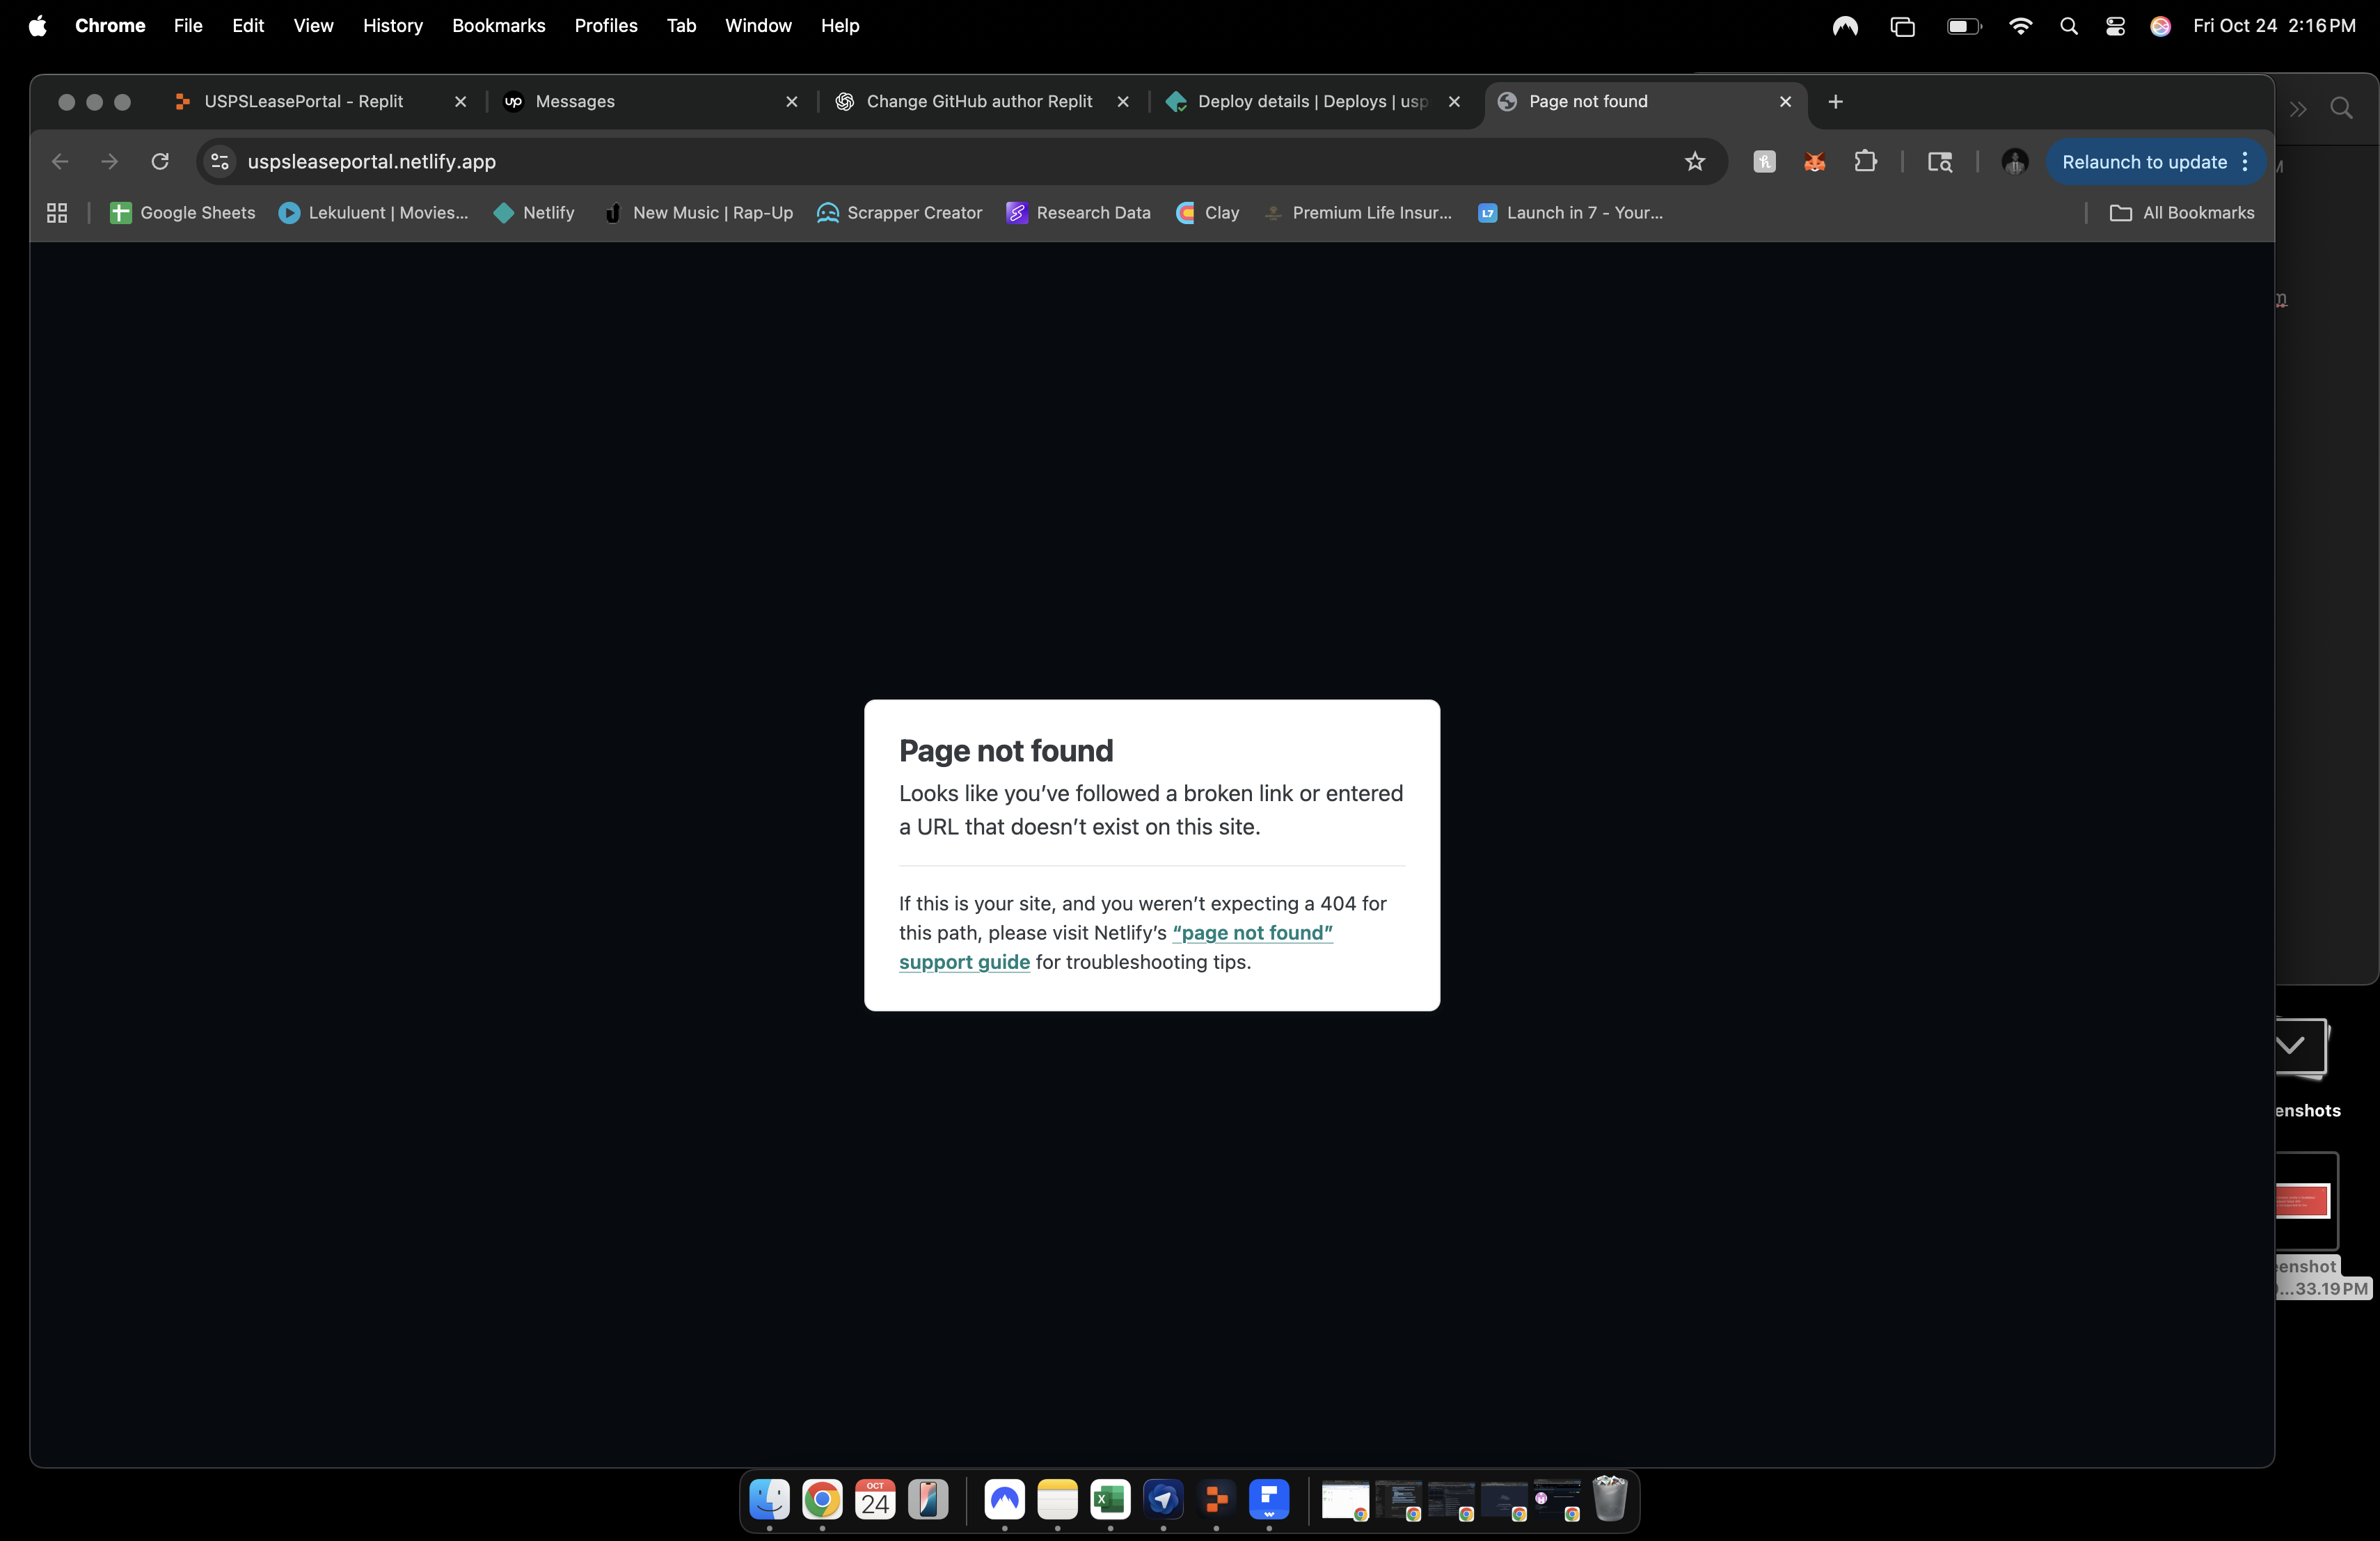 Chrome File Edit View History Bookmarks Profiles Tab Window Help Fri Oct 24 2:16 PM
USPSLeasePortal - Replit Messages Change GitHub author Replit Deploy details | Deploys | usp Page not found
uspsleaseportal.netlify.app Relaunch to update
Google Sheets Lekuluent | Movies... Netlify New Music | Rap-Up Scrapper Creator Research Data Clay Premium Life Insur... Launch in 7 - Your... All Bookmarks
Page not found
Looks like you’ve followed a broken link or entered
a URL that doesn’t exist on this site.
If this is your site, and you weren’t expecting a 404 for
this path, please visit Netlify’s “page not found”
support guide for troubleshooting tips.
enshots
eenshot
...33.19 PM
OCT
24